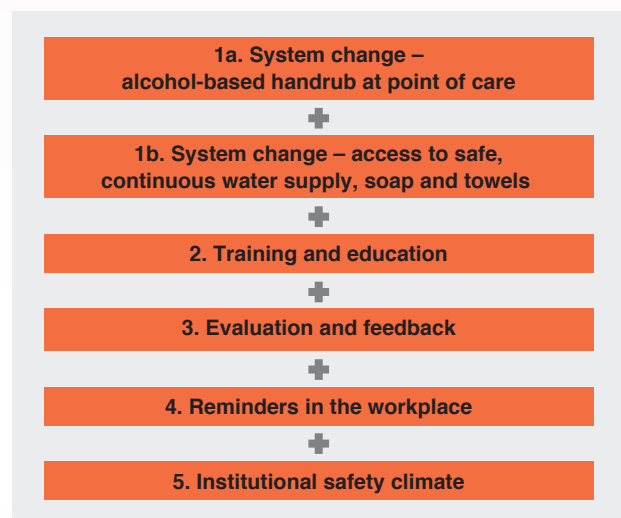 1a. System change –
alcohol-based handrub at point of care
1b. System change – access to safe,
continuous water supply, soap and towels
2. Training and education
3. Evaluation and feedback
4. Reminders in the workplace
5. Institutional safety climate